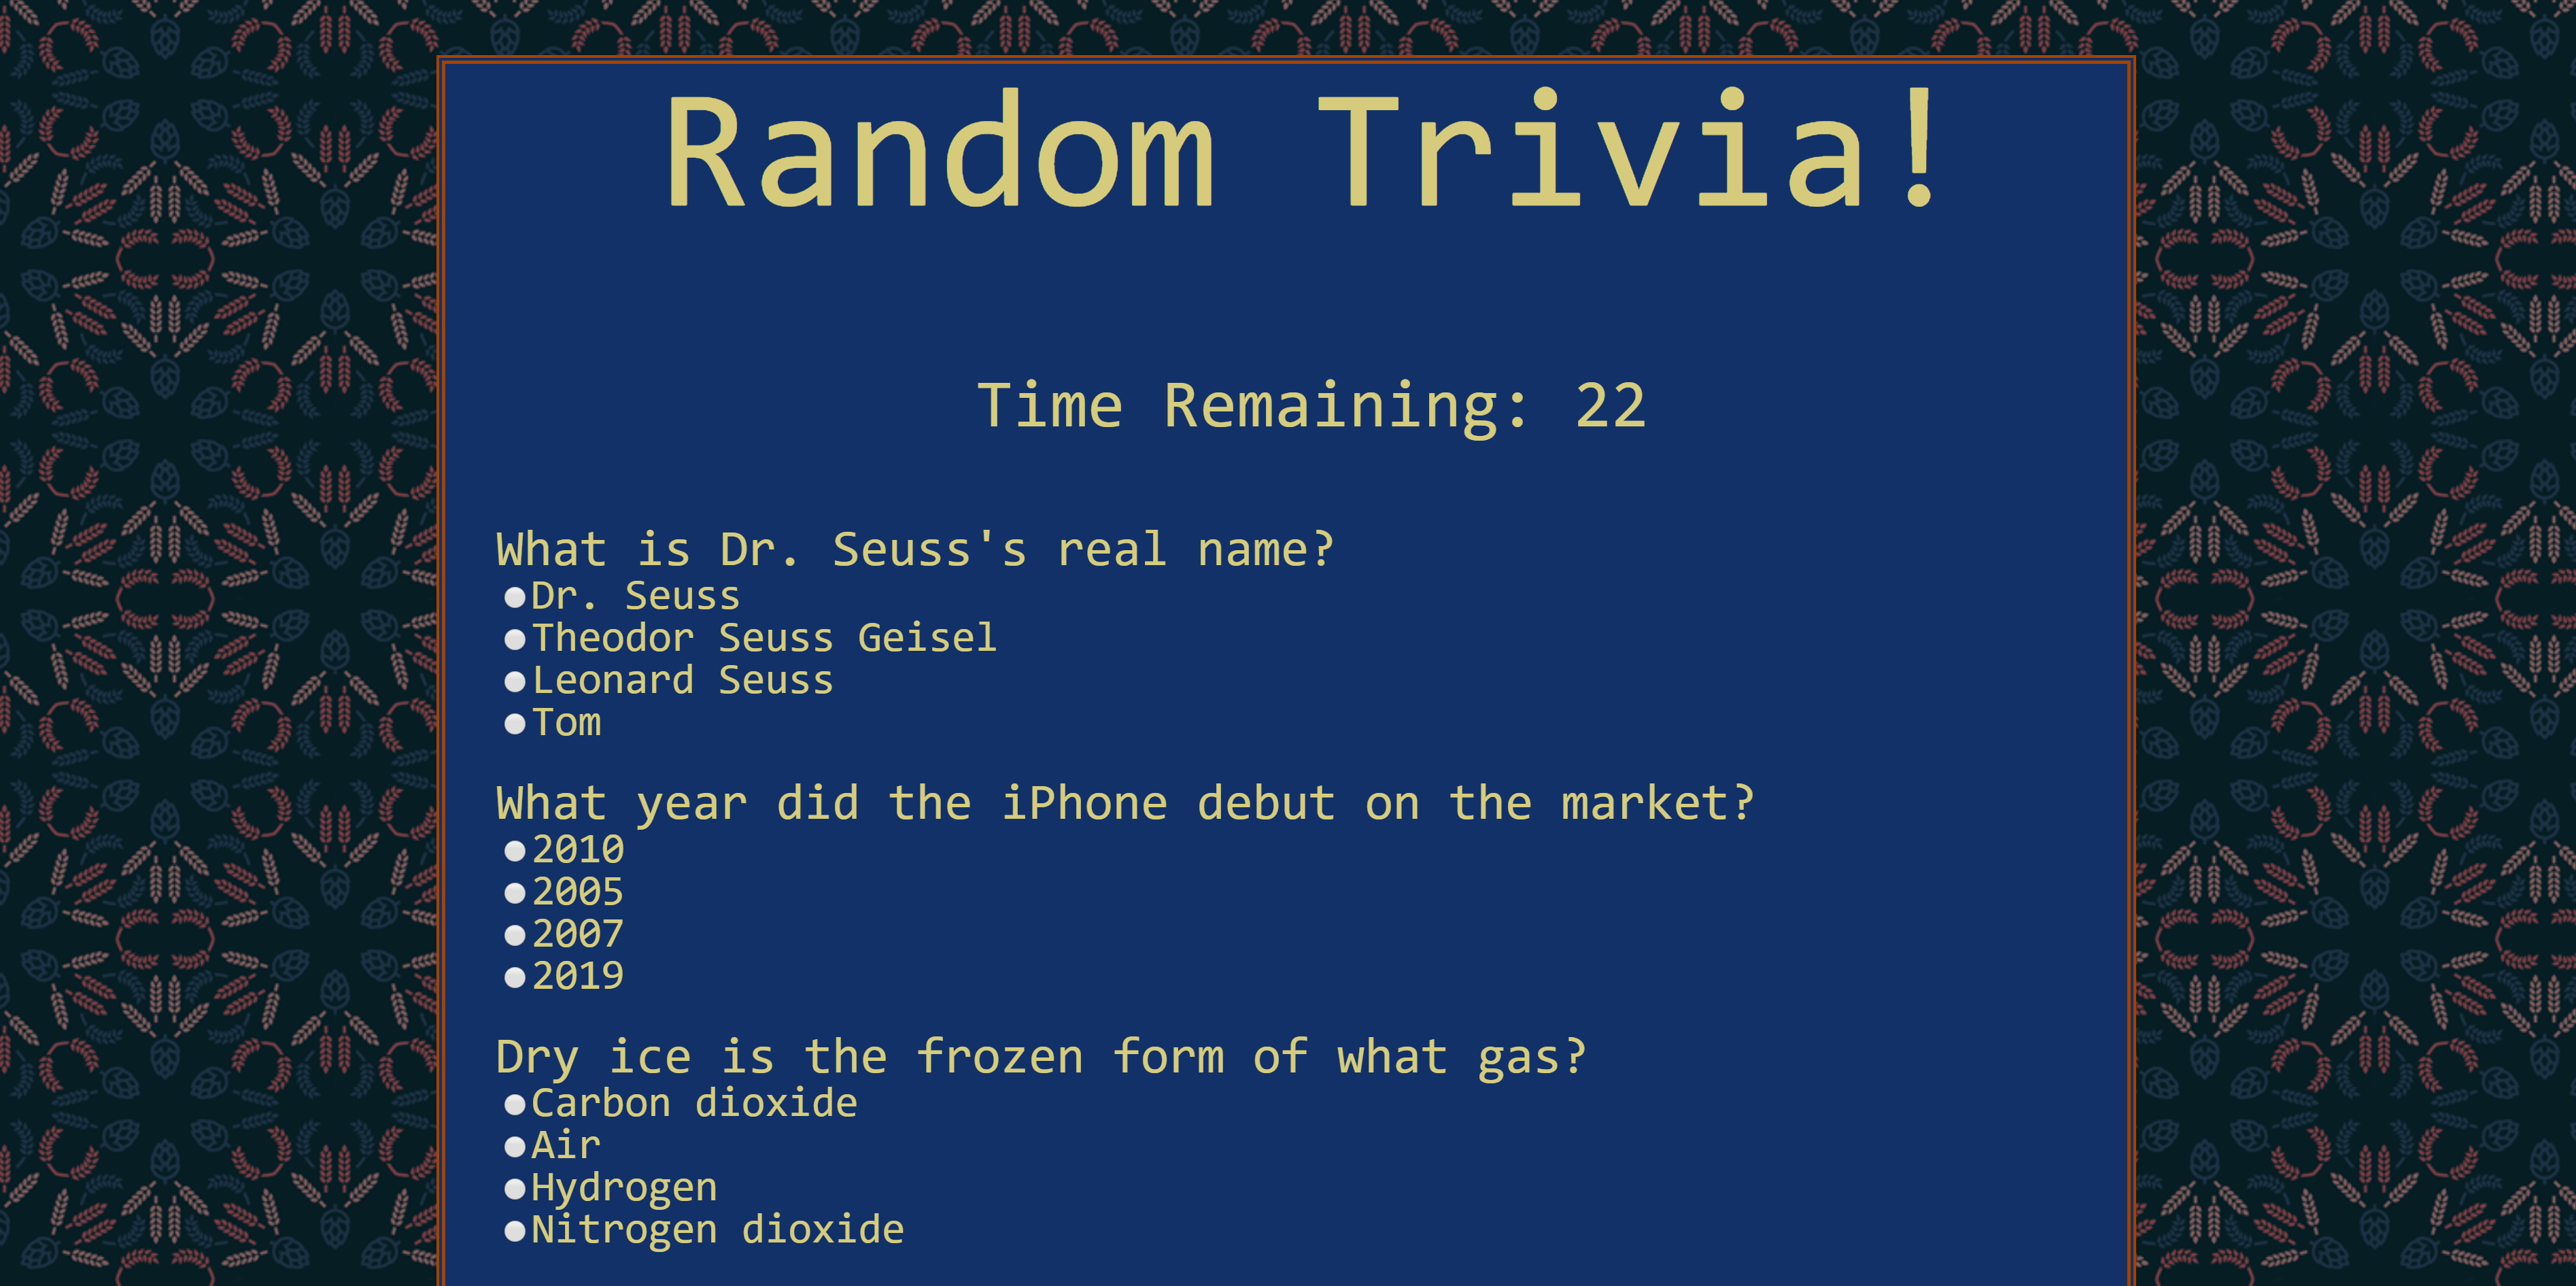 Random Trivia!
Time Remaining: 22
What is Dr. Seuss's real name?
Dr. Seuss
Theodor Seuss Geisel
Leonard Seuss
Tom
What year did the iPhone debut on the market?
2010
2005
2007
2019
Dry ice is the frozen form of what gas?
Carbon dioxide
Air
Hydrogen
Nitrogen dioxide